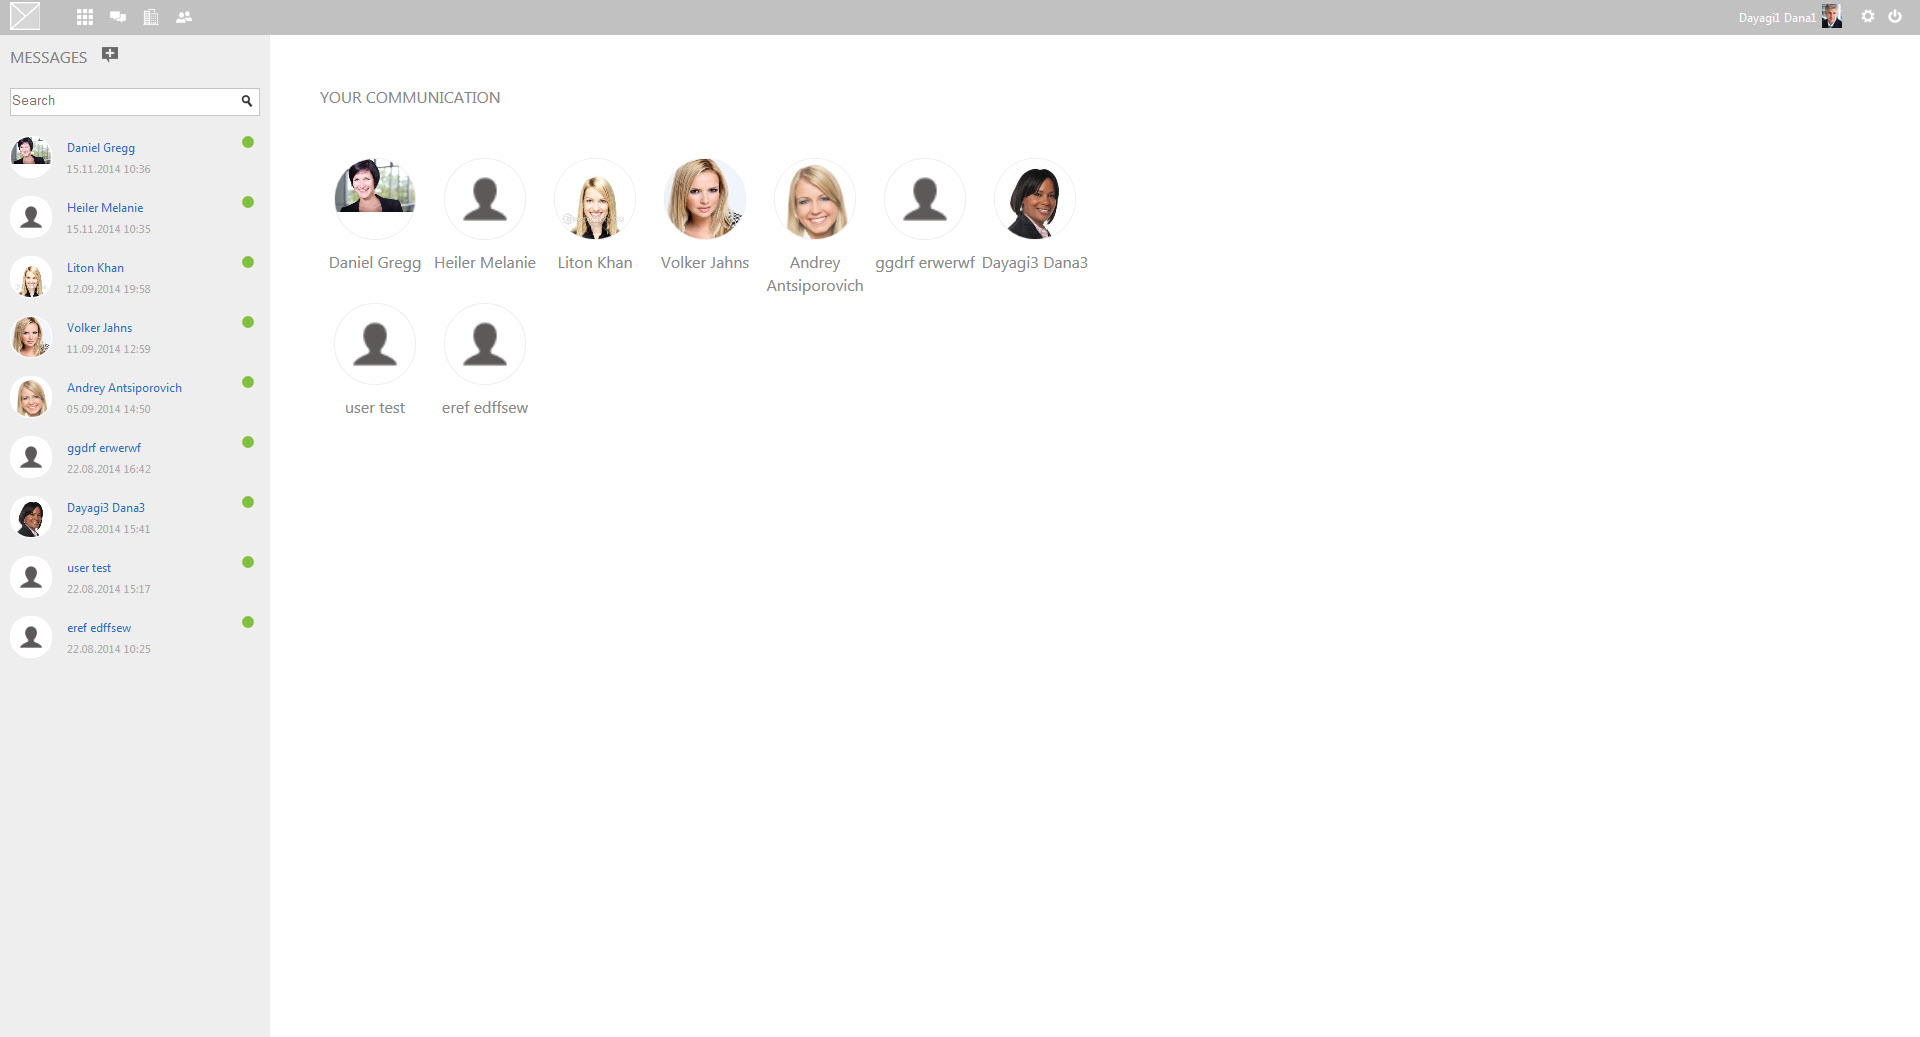 Dayagi1 Dana1
MESSAGES
Search
Daniel Gregg
15.11.2014 10:36
Heiler Melanie
15.11.2014 10:35
Liton Khan
12.09.2014 19:58
Volker Jahns
11.09.2014 12:59
Andrey Antsiporovich
05.09.2014 14:50
ggdrf erwerwf
22.08.2014 16:42
Dayagi3 Dana3
22.08.2014 15:41
user test
22.08.2014 15:17
eref edffsew
22.08.2014 10:25
YOUR COMMUNICATION
Daniel Gregg
Heiler Melanie
Liton Khan
Volker Jahns
Andrey
Antsiporovich
ggdrf erwerwf
Dayagi3 Dana3
user test
eref edffsew